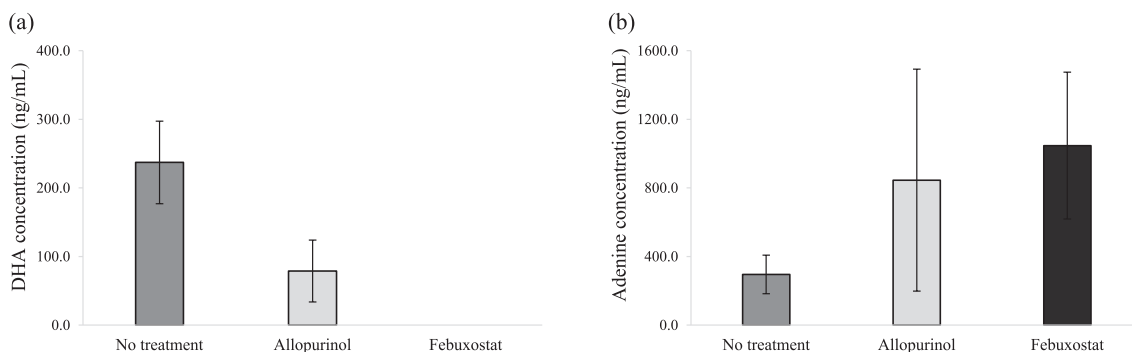 (a)
DHA concentration (ng/mL)
400.0
300.0
200.0
100.0
0.0
No treatment
Allopurinol
Febuxostat
(b)
Adenine concentration (ng/mL)
1600.0
1200.0
800.0
400.0
0.0
No treatment
Allopurinol
Febuxostat